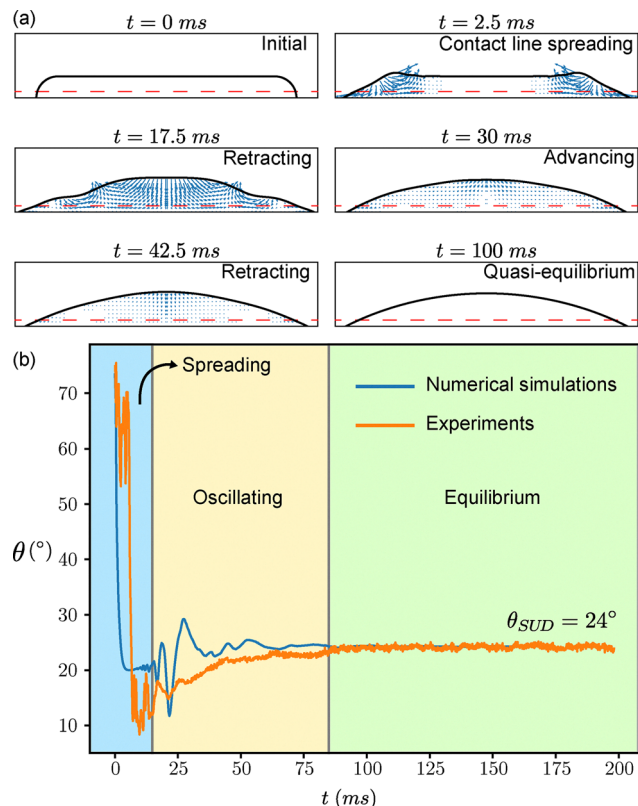 (a)
t = 0 ms
t = 2.5 ms
Initial
Contact line spreading
t = 17.5 ms
t = 30 ms
Retracting
Advancing
t = 42.5 ms
t = 100 ms
Retracting
Quasi-equilibrium
(b)
Spreading
Numerical simulations
Experiments
Oscillating
Equilibrium
θ_SUD = 24°
θ(°)
70
60
50
40
30
20
10
0
25
50
75
100
125
150
175
200
t (ms)